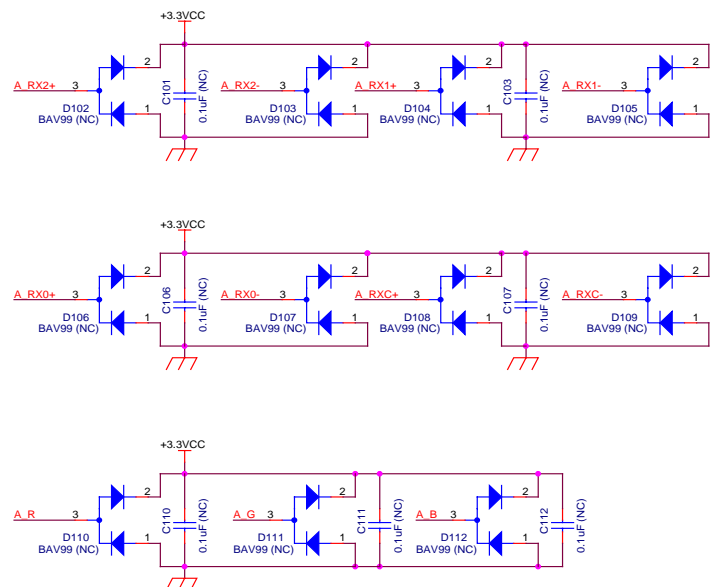 +3.3VCC
A_RX2+ 3 2 1
D102
BAV99 (NC)
C101
0.1uF (NC)
A_RX2- 3 2 1
D103
BAV99 (NC)
A_RX1+ 3 2 1
D104
BAV99 (NC)
C103
0.1uF (NC)
A_RX1- 3 2 1
D105
BAV99 (NC)
+3.3VCC
A_RX0+ 3 2 1
D106
BAV99 (NC)
C106
0.1uF (NC)
A_RX0- 3 2 1
D107
BAV99 (NC)
A_RXC+ 3 2 1
D108
BAV99 (NC)
C107
0.1uF (NC)
A_RXC- 3 2 1
D109
BAV99 (NC)
+3.3VCC
A_R 3 2 1
D110
BAV99 (NC)
C110
0.1uF (NC)
A_G 3 2 1
D111
BAV99 (NC)
C111
0.1uF (NC)
A_B 3 2 1
D112
BAV99 (NC)
C112
0.1uF (NC)